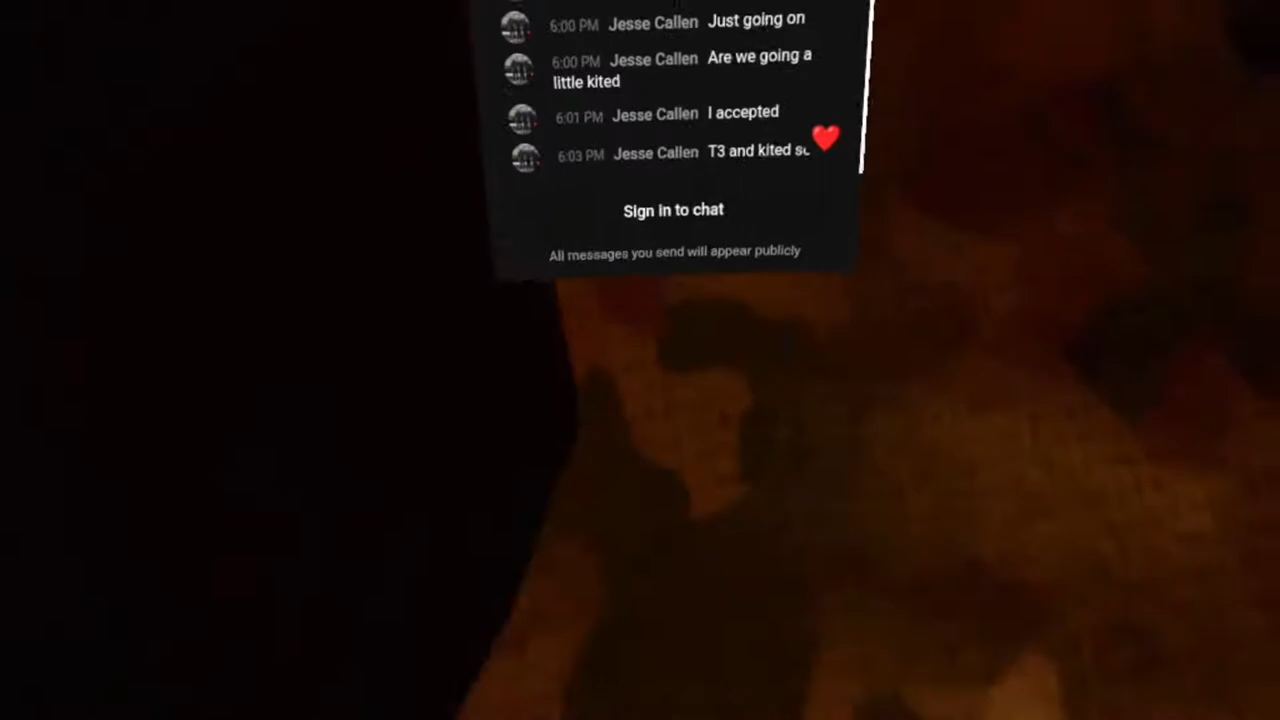 6:00 PM Jesse Callen Just going on
6:00 PM Jesse Callen Are we going a
little kited
6:01 PM Jesse Callen I accepted
6:03 PM Jesse Callen T3 and kited
Sign in to chat
All messages you send will appear publicly